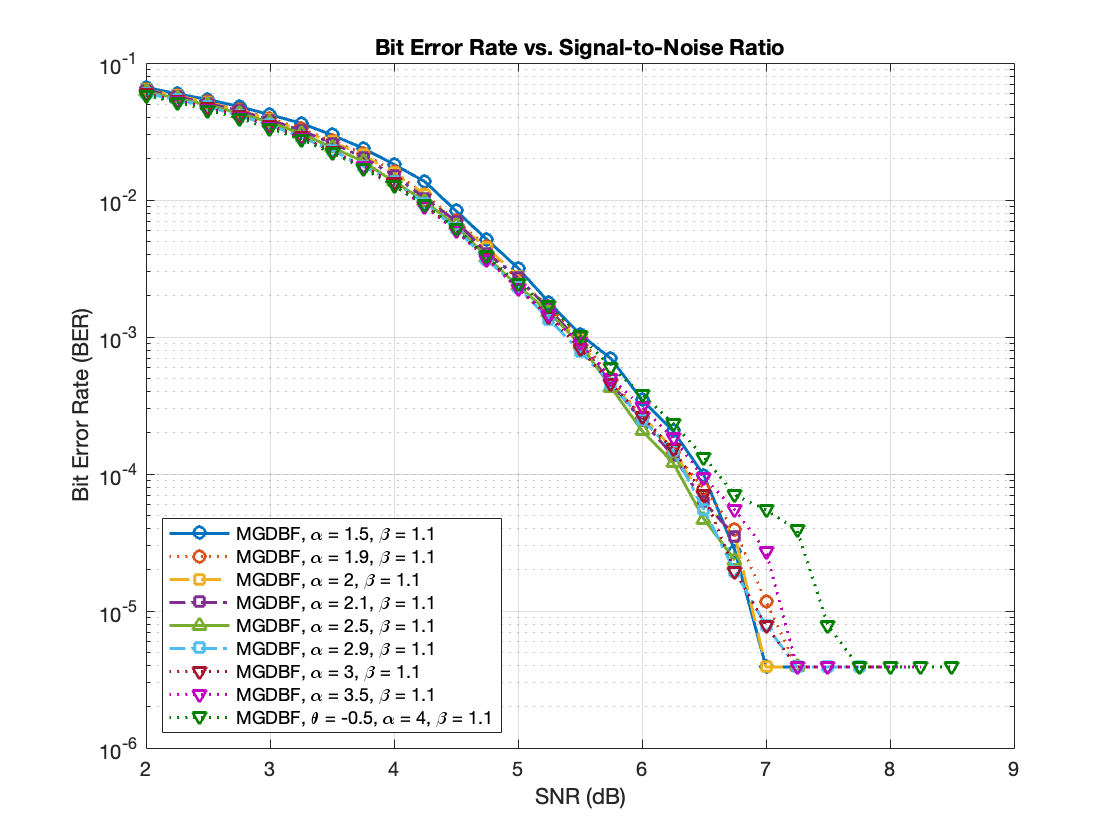 Bit Error Rate vs. Signal-to-Noise Ratio
10^-1
10^-2
10^-3
10^-4
10^-5
10^-6
Bit Error Rate (BER)
MGDBF, α = 1.5, β = 1.1
MGDBF, α = 1.9, β = 1.1
MGDBF, α = 2, β = 1.1
MGDBF, α = 2.1, β = 1.1
MGDBF, α = 2.5, β = 1.1
MGDBF, α = 2.9, β = 1.1
MGDBF, α = 3, β = 1.1
MGDBF, α = 3.5, β = 1.1
MGDBF, θ = -0.5, α = 4, β = 1.1
2 3 4 5 6 7 8 9
SNR (dB)